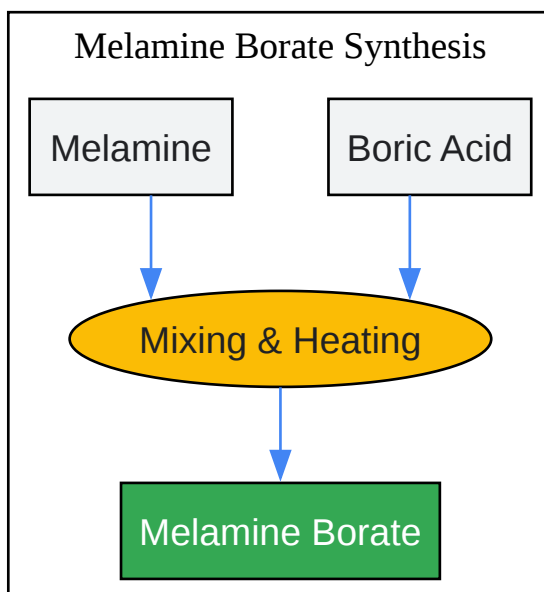 Melamine Borate Synthesis
Melamine
Boric Acid
Mixing & Heating
Melamine Borate